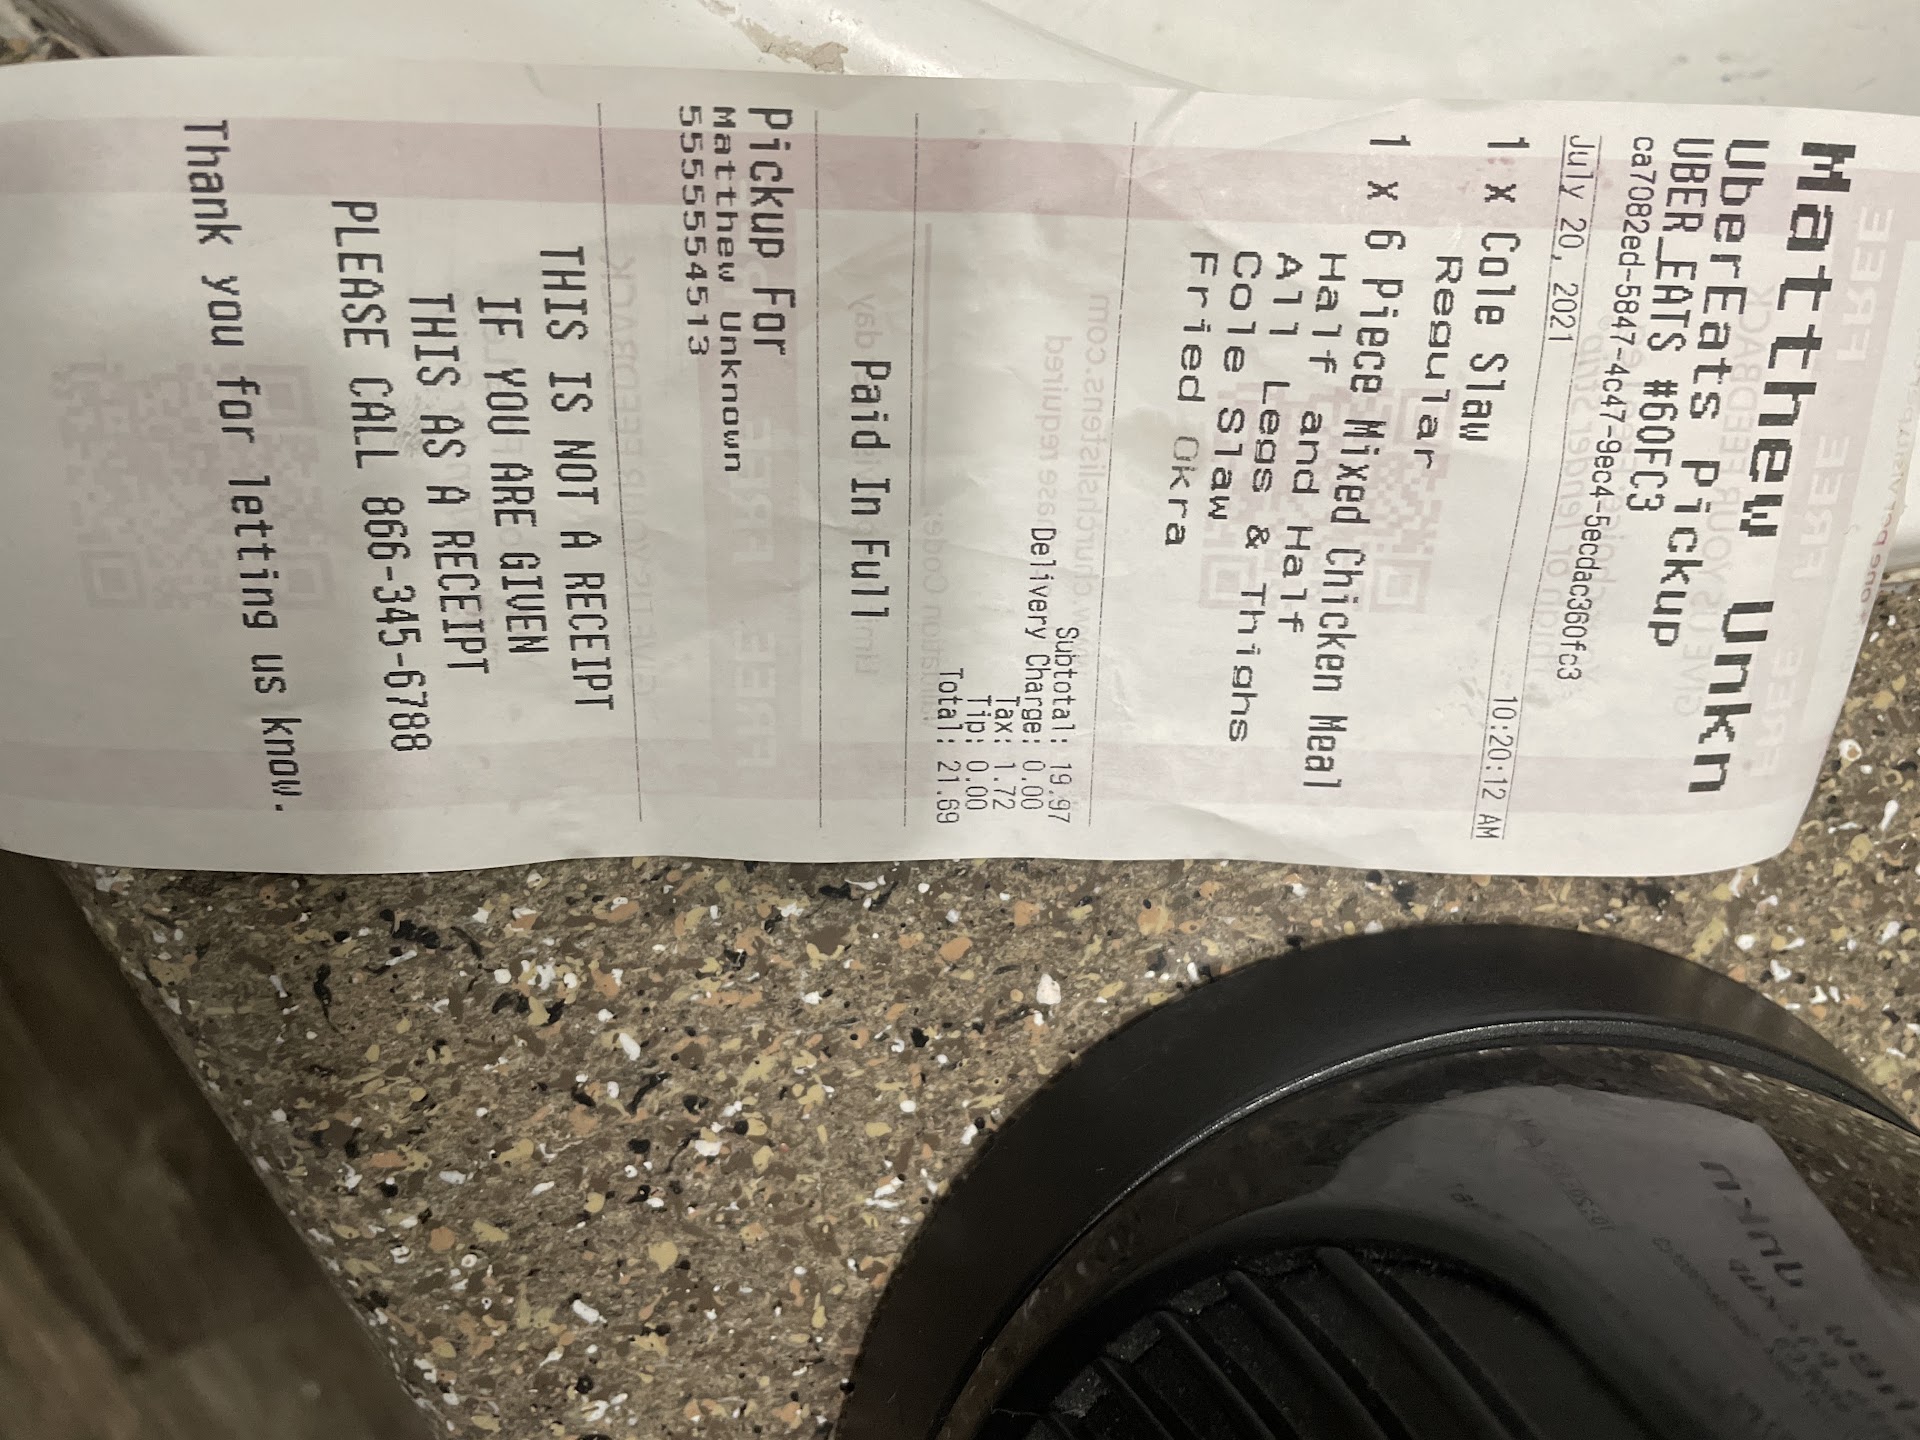 Matthew Unkn
UberEats Pickup
UBER_EATS #60FC3
ca7082ed-5847-4c47-9ec4-5ecdac360fc3
July 20, 2021 10:20:12 AM
1 x Cole Slaw
Regular
1 x 6 Piece Mixed Chicken Meal
Half and Half
All Legs & Thighs
Cole Slaw
Fried Okra
Subtotal: 19.97
Delivery Charge: 0.00
Tax: 1.72
Tip: 0.00
Total: 21.69
Paid In Full
Pickup For
Matthew Unknown
5555554513
THIS IS NOT A RECEIPT
IF YOU ARE GIVEN
THIS AS A RECEIPT
PLEASE CALL 866-345-6788
Thank you for letting us know.